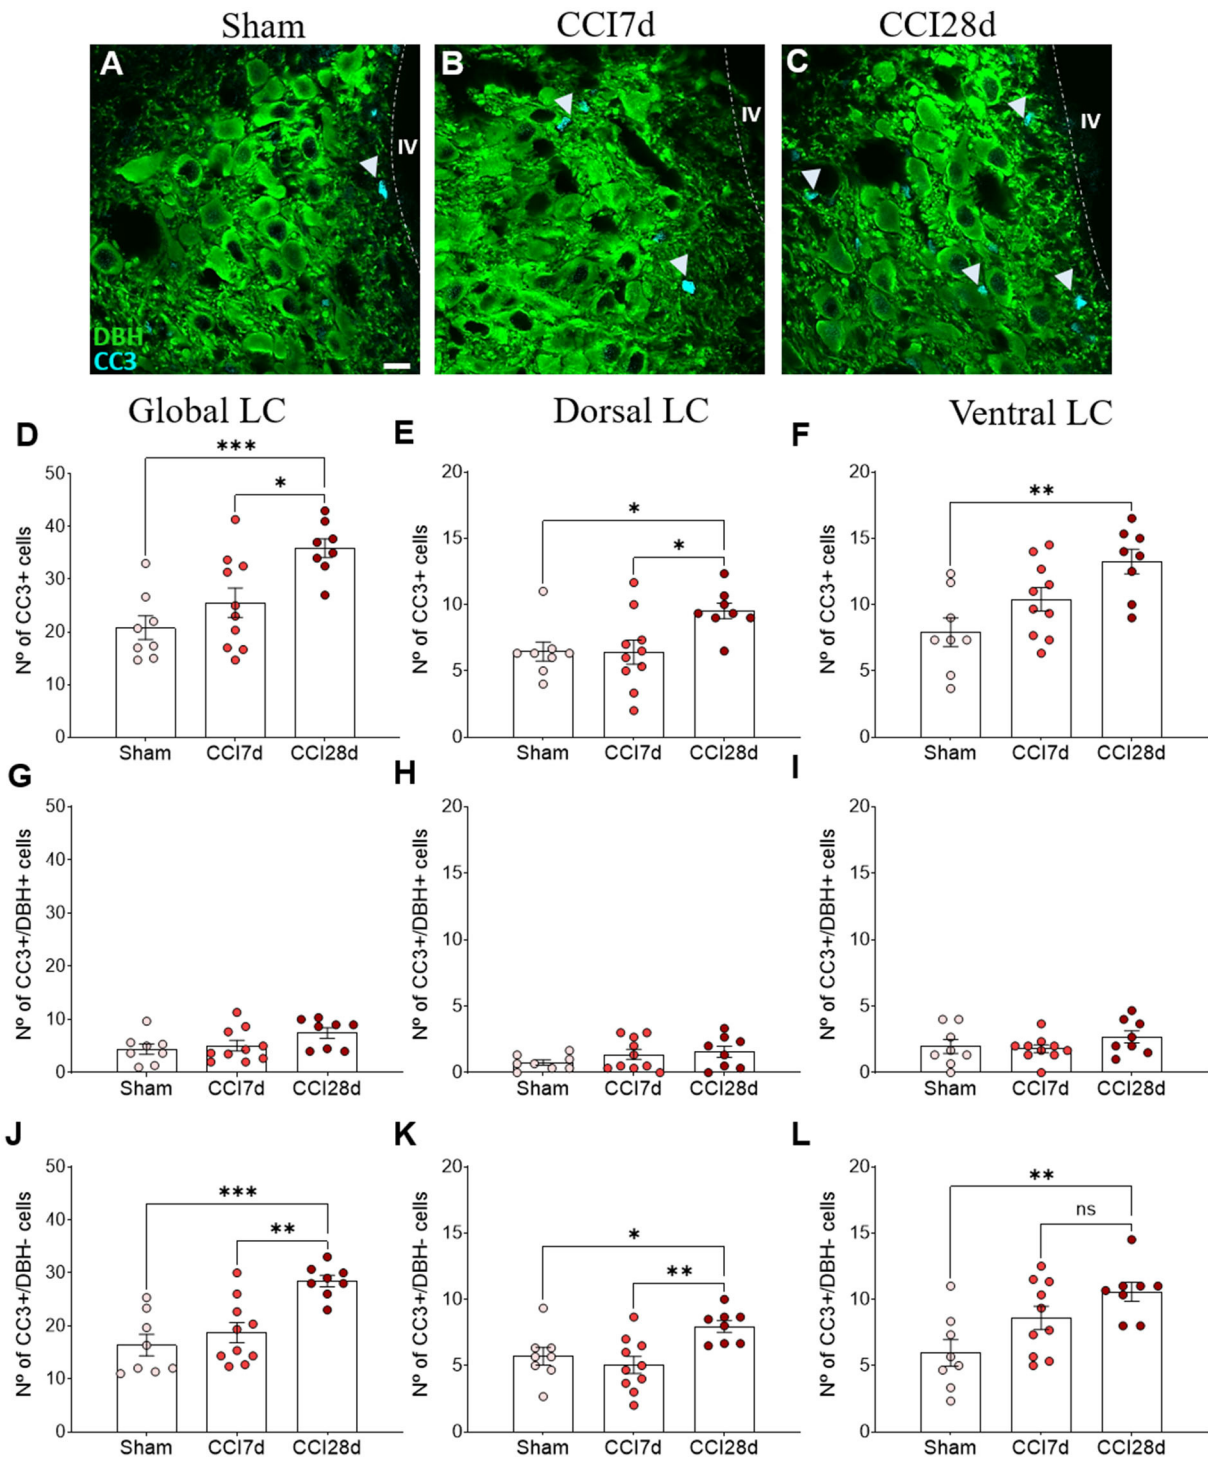 Sham CCI7d CCI28d
A B C
IV IV IV
DBH
CC3
Global LC Dorsal LC Ventral LC
D
***
*
Nº of CC3+ cells
50
40
30
20
10
0
Sham CCI7d CCI28d
E
*
*
Nº of CC3+ cells
20
15
10
5
0
Sham CCI7d CCI28d
F
**
Nº of CC3+ cells
20
15
10
5
0
Sham CCI7d CCI28d
G
Nº of CC3+/DBH+ cells
50
40
30
20
10
0
Sham CCI7d CCI28d
H
Nº of CC3+/DBH+ cells
20
15
10
5
0
Sham CCI7d CCI28d
I
Nº of CC3+/DBH+ cells
20
15
10
5
0
Sham CCI7d CCI28d
J
***
**
Nº of CC3+/DBH- cells
50
40
30
20
10
0
Sham CCI7d CCI28d
K
*
**
Nº of CC3+/DBH- cells
20
15
10
5
0
Sham CCI7d CCI28d
L
**
ns
Nº of CC3+/DBH- cells
20
15
10
5
0
Sham CCI7d CCI28d